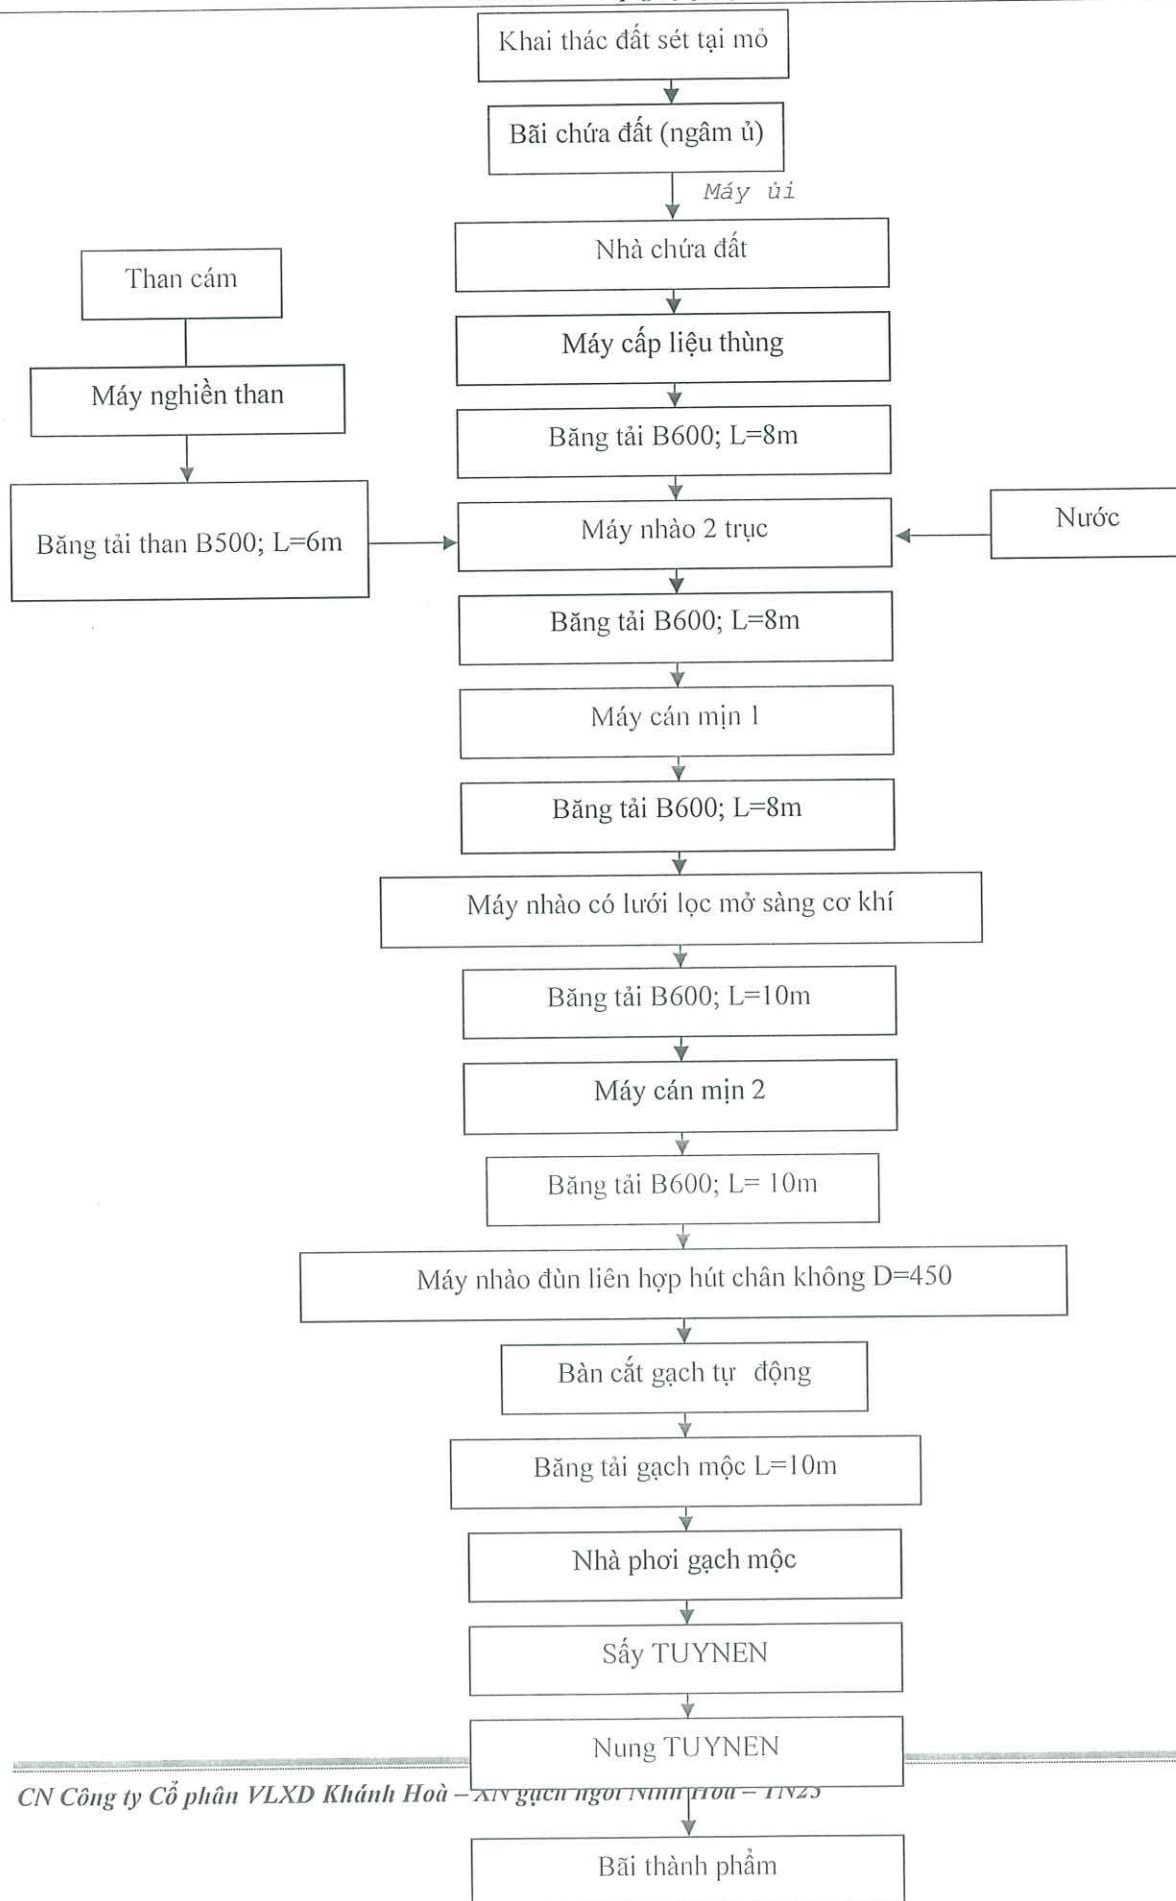 Khai thác đất sét tại mỏ
Bãi chứa đất (ngâm ủ)
Máy ủi
Nhà chứa đất
Than cám
Máy cấp liệu thùng
Máy nghiền than
Băng tải B600; L=8m
Băng tải than B500; L=6m
Máy nhào 2 trục
Nước
Băng tải B600; L=8m
Máy cán mịn 1
Băng tải B600; L=8m
Máy nhào có lưới lọc mở sàng cơ khí
Băng tải B600; L=10m
Máy cán mịn 2
Băng tải B600; L= 10m
Máy nhào đùn liên hợp hút chân không D=450
Bàn cắt gạch tự động
Băng tải gạch mộc L=10m
Nhà phơi gạch mộc
Sấy TUYNEN
Nung TUYNEN
CN Công ty Cổ phần VLXD Khánh Hoà – XN gạch ngói Ninh Hoà –
Bãi thành phẩm